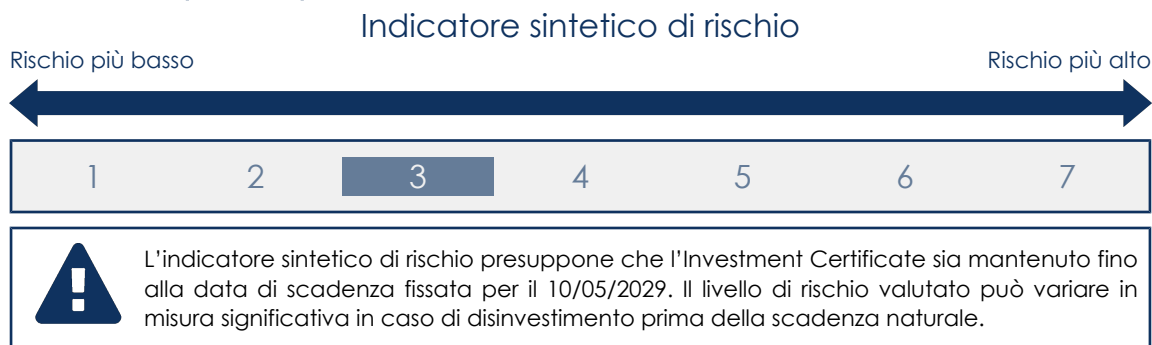 Indicatore sintetico di rischio
Rischio più basso
Rischio più alto
1 2 3 4 5 6 7
L'indicatore sintetico di rischio presuppone che l'Investment Certificate sia mantenuto fino
alla data di scadenza fissata per il 10/05/2029. Il livello di rischio valutato può variare in
misura significativa in caso di disinvestimento prima della scadenza naturale.